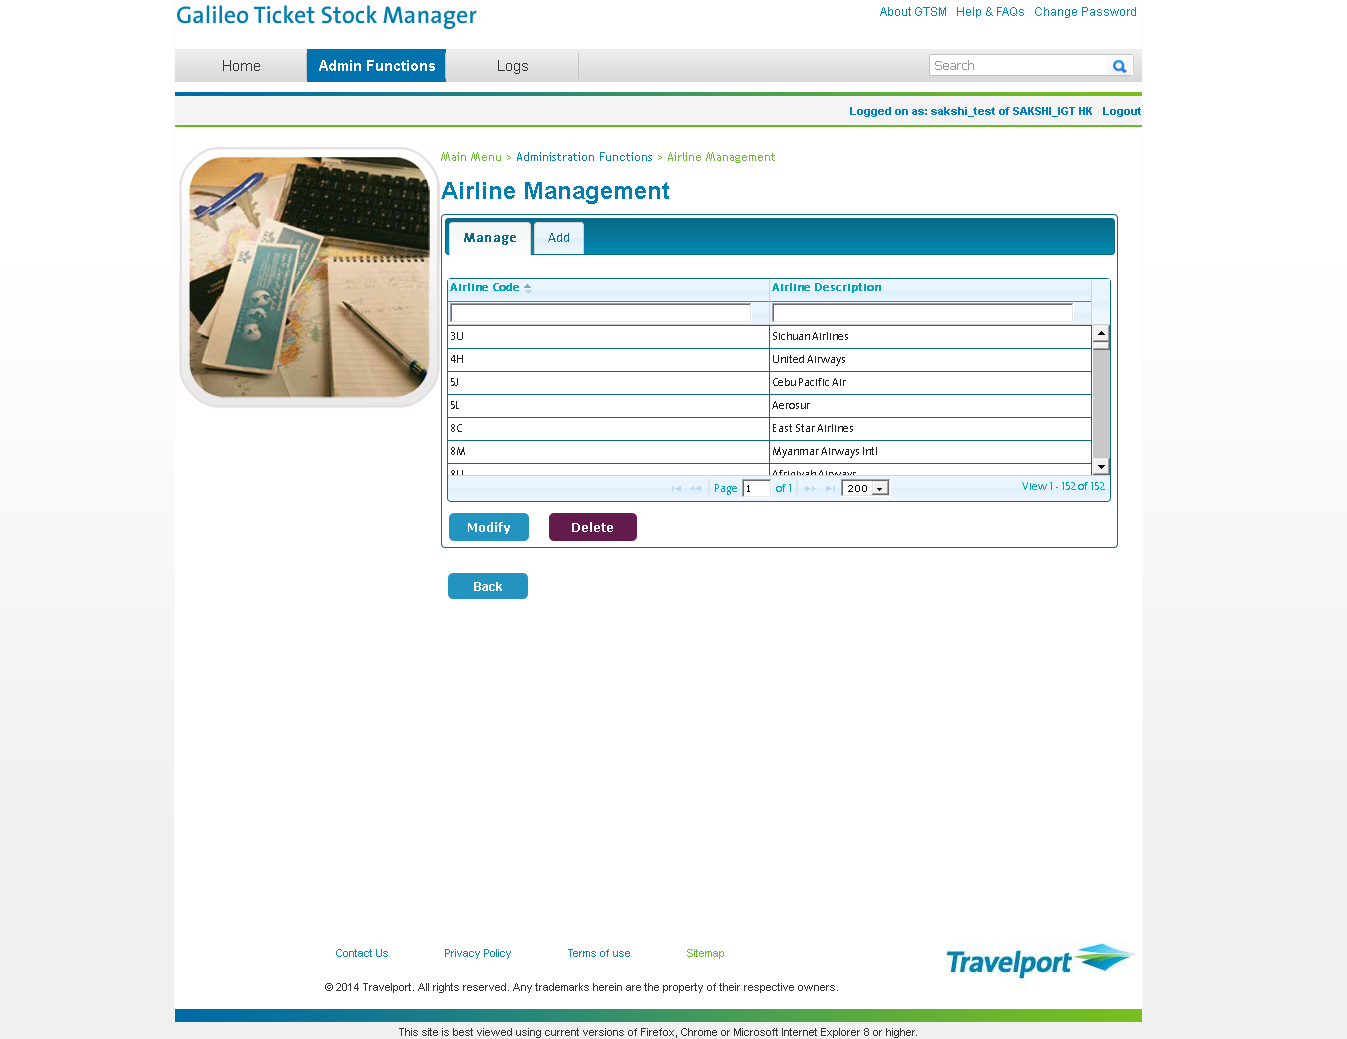 Galileo Ticket Stock Manager
About GTSM Help & FAQs Change Password
Home Admin Functions Logs Search
Logged on as: sakshi_test of SAKSHI_IGT HK Logout
Main Menu > Administration Functions > Airline Management
Airline Management
Manage Add
Airline Code Airline Description
3U Sichuan Airlines
4H United Airways
5J Cebu Pacific Air
5L Aerosur
8C East Star Airlines
8M Myanmar Airways Intl
8U Afriqiyah Airways
Page 1 of 1 200 View 1 - 152 of 152
Modify Delete
Back
Contact Us Privacy Policy Terms of use Sitemap
Travelport
© 2014 Travelport. All rights reserved. Any trademarks herein are the property of their respective owners.
This site is best viewed using current versions of Firefox, Chrome or Microsoft Internet Explorer 8 or higher.